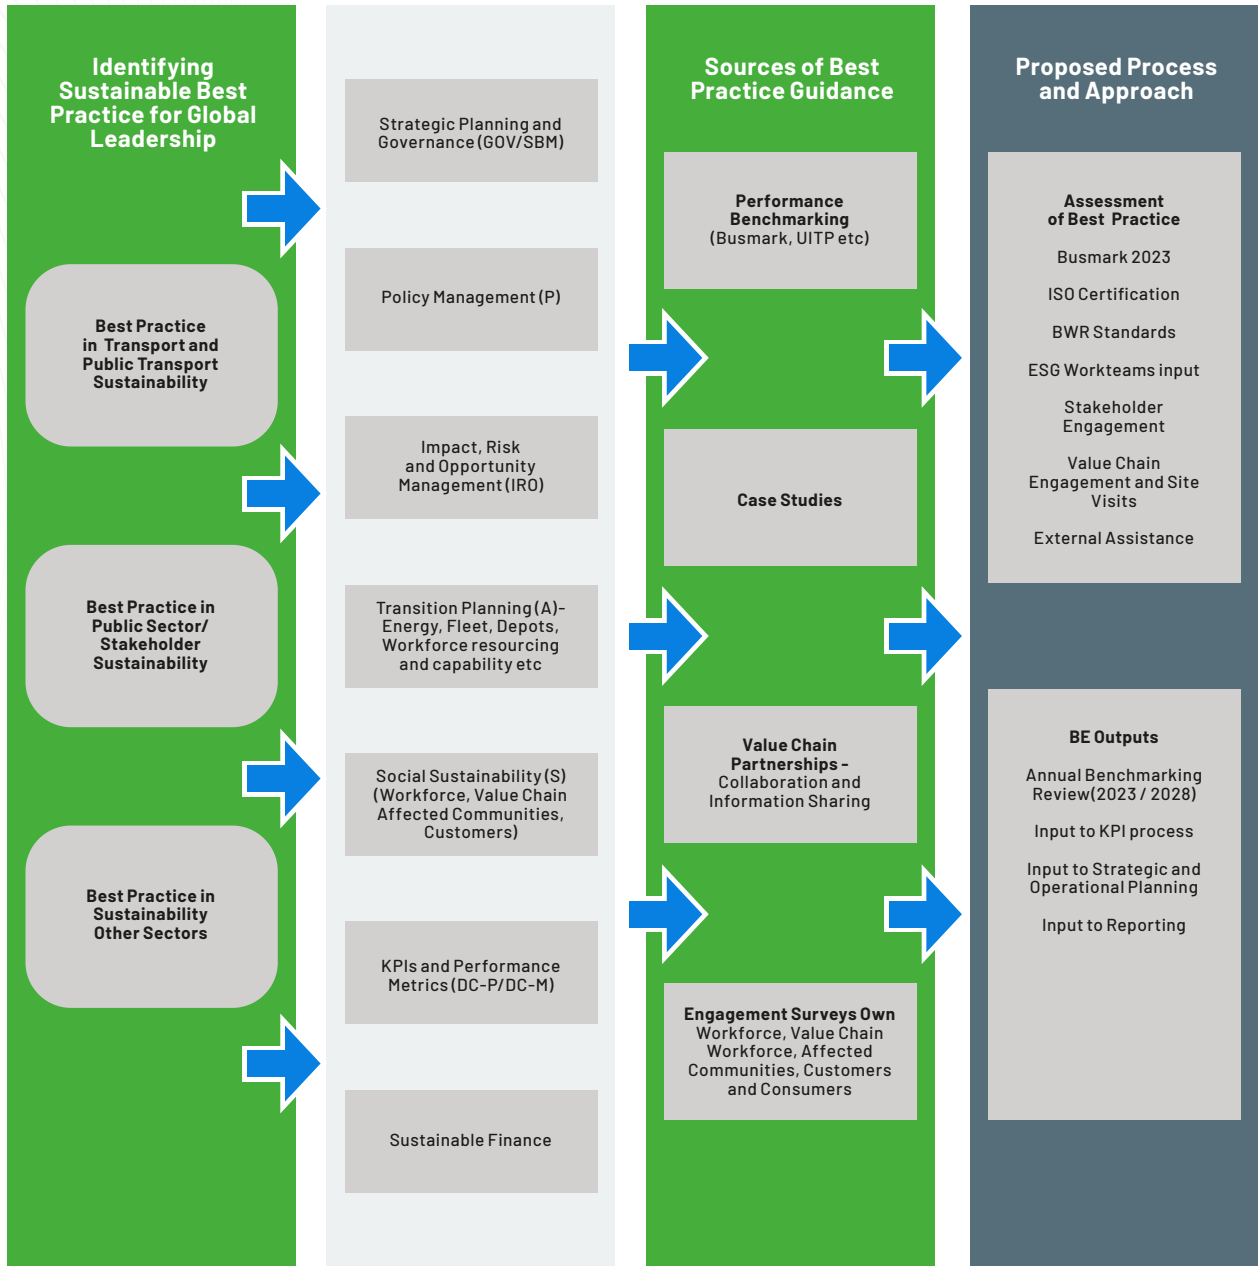 Identifying
Sustainable Best
Practice for Global
Leadership
Best Practice
in Transport and
Public Transport
Sustainability
Best Practice in
Public Sector/
Stakeholder
Sustainability
Best Practice in
Sustainability
Other Sectors
Strategic Planning and
Governance (GOV/SBM)
Policy Management (P)
Impact, Risk
and Opportunity
Management (IRO)
Transition Planning (A)-
Energy, Fleet, Depots,
Workforce resourcing
and capability etc
Social Sustainability (S)
(Workforce, Value Chain
Affected Communities,
Customers)
KPIs and Performance
Metrics (DC-P/DC-M)
Sustainable Finance
Sources of Best
Practice Guidance
Performance
Benchmarking
(Busmark, UITP etc)
Case Studies
Value Chain
Partnerships -
Collaboration and
Information Sharing
Engagement Surveys Own
Workforce, Value Chain
Workforce, Affected
Communities, Customers
and Consumers
Proposed Process
and Approach
Assessment
of Best Practice
Busmark 2023
ISO Certification
BWR Standards
ESG Workteams input
Stakeholder
Engagement
Value Chain
Engagement and Site
Visits
External Assistance
BE Outputs
Annual Benchmarking
Review(2023 / 2028)
Input to KPI process
Input to Strategic and
Operational Planning
Input to Reporting